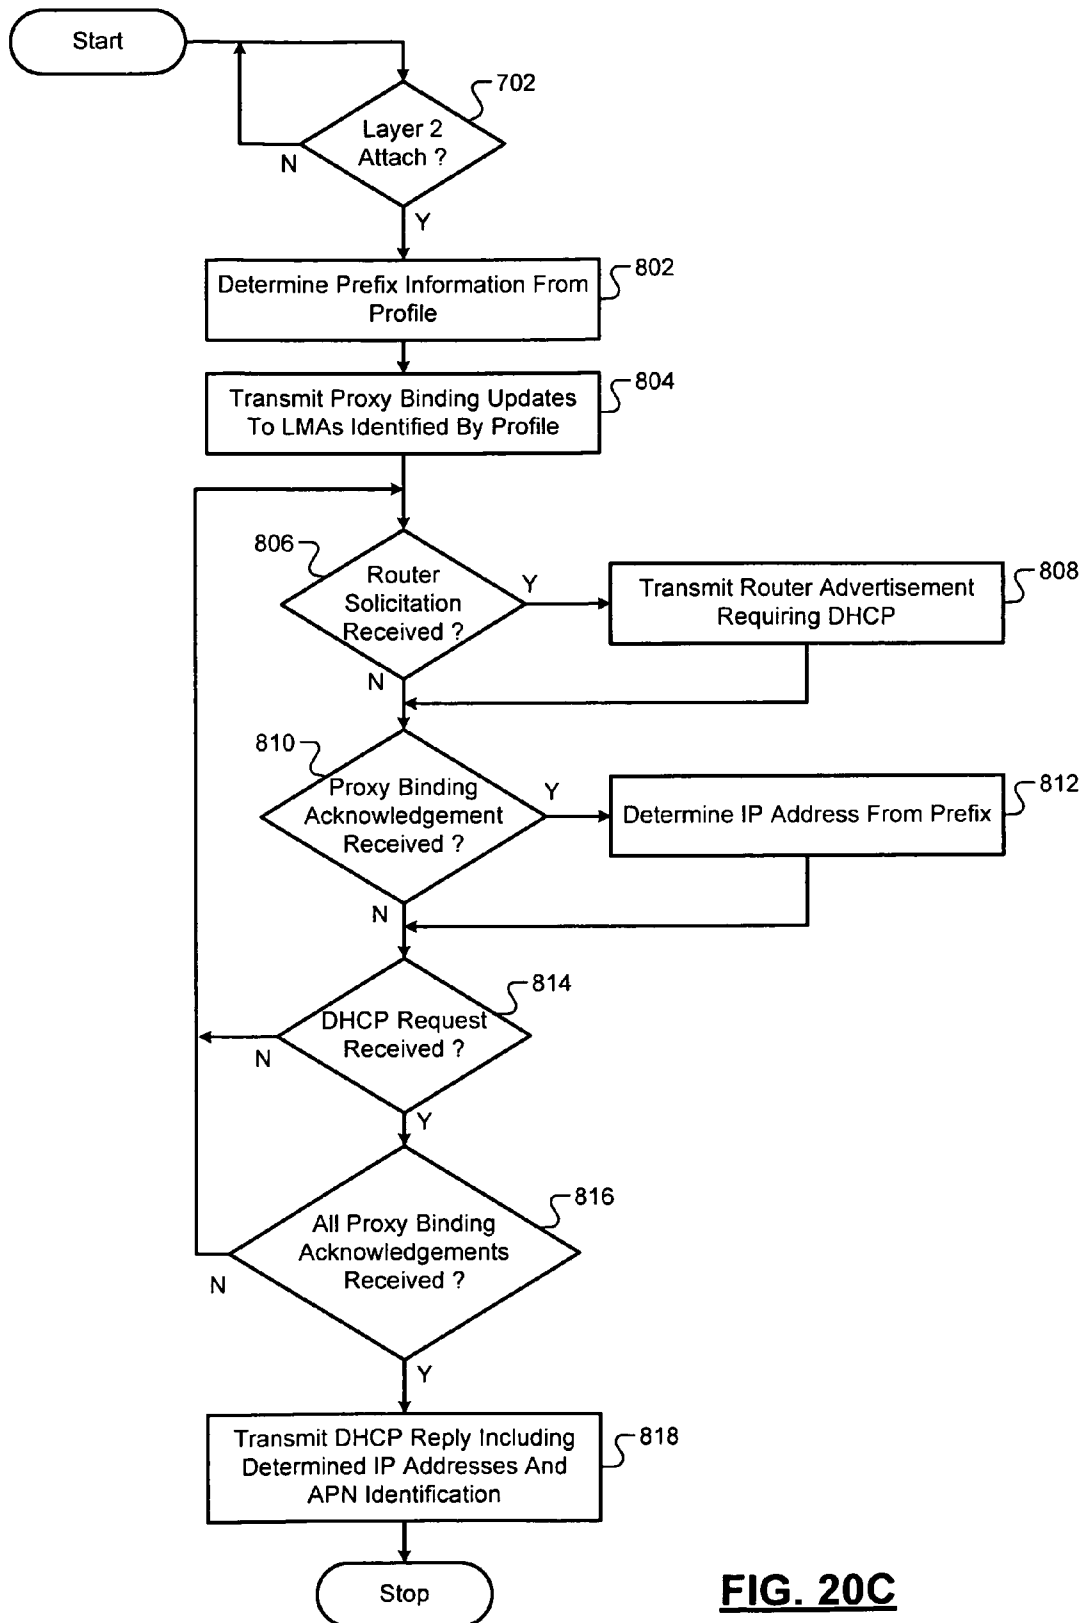 Start
702
Layer 2
Attach ?
N
Y
802
Determine Prefix Information From
Profile
804
Transmit Proxy Binding Updates
To LMAs Identified By Profile
806
Router
Solicitation
Received ?
Y
N
808
Transmit Router Advertisement
Requiring DHCP
810
Proxy Binding
Acknowledgement
Received ?
Y
N
812
Determine IP Address From Prefix
814
DHCP Request
Received ?
N
Y
816
All Proxy Binding
Acknowledgements
Received ?
N
Y
818
Transmit DHCP Reply Including
Determined IP Addresses And
APN Identification
Stop
FIG. 20C